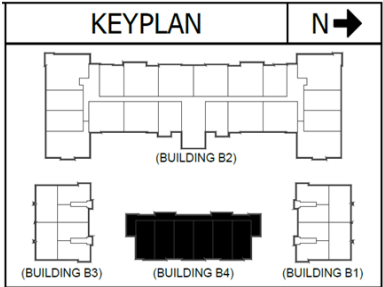 KEYPLAN
N
(BUILDING B2)
(BUILDING B3)
(BUILDING B4)
(BUILDING B1)